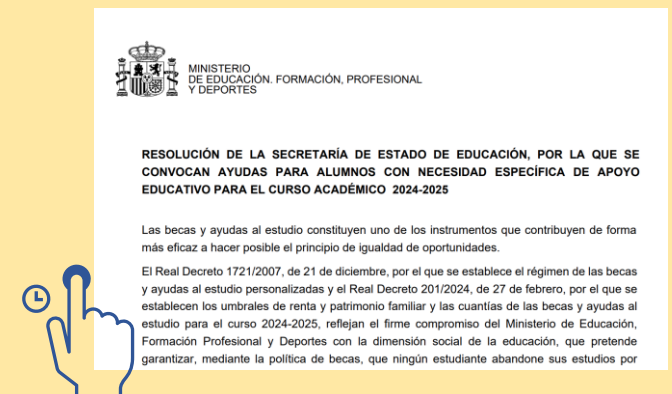 MINISTERIO
DE EDUCACIÓN. FORMACIÓN, PROFESIONAL
Y DEPORTES
RESOLUCIÓN DE LA SECRETARÍA DE ESTADO DE EDUCACIÓN, POR LA QUE SE
CONVOCAN AYUDAS PARA ALUMNOS CON NECESIDAD ESPECÍFICA DE APOYO
EDUCATIVO PARA EL CURSO ACADÉMICO 2024-2025
Las becas y ayudas al estudio constituyen uno de los instrumentos que contribuyen de forma
más eficaz a hacer posible el principio de igualdad de oportunidades.
El Real Decreto 1721/2007, de 21 de diciembre, por el que se establece el régimen de las becas
y ayudas al estudio personalizadas y el Real Decreto 201/2024, de 27 de febrero, por el que se
establecen los umbrales de renta y patrimonio familiar y las cuantías de las becas y ayudas al
estudio para el curso 2024-2025, reflejan el firme compromiso del Ministerio de Educación,
Formación Profesional y Deportes con la dimensión social de la educación, que pretende
garantizar, mediante la política de becas, que ningún estudiante abandone sus estudios por